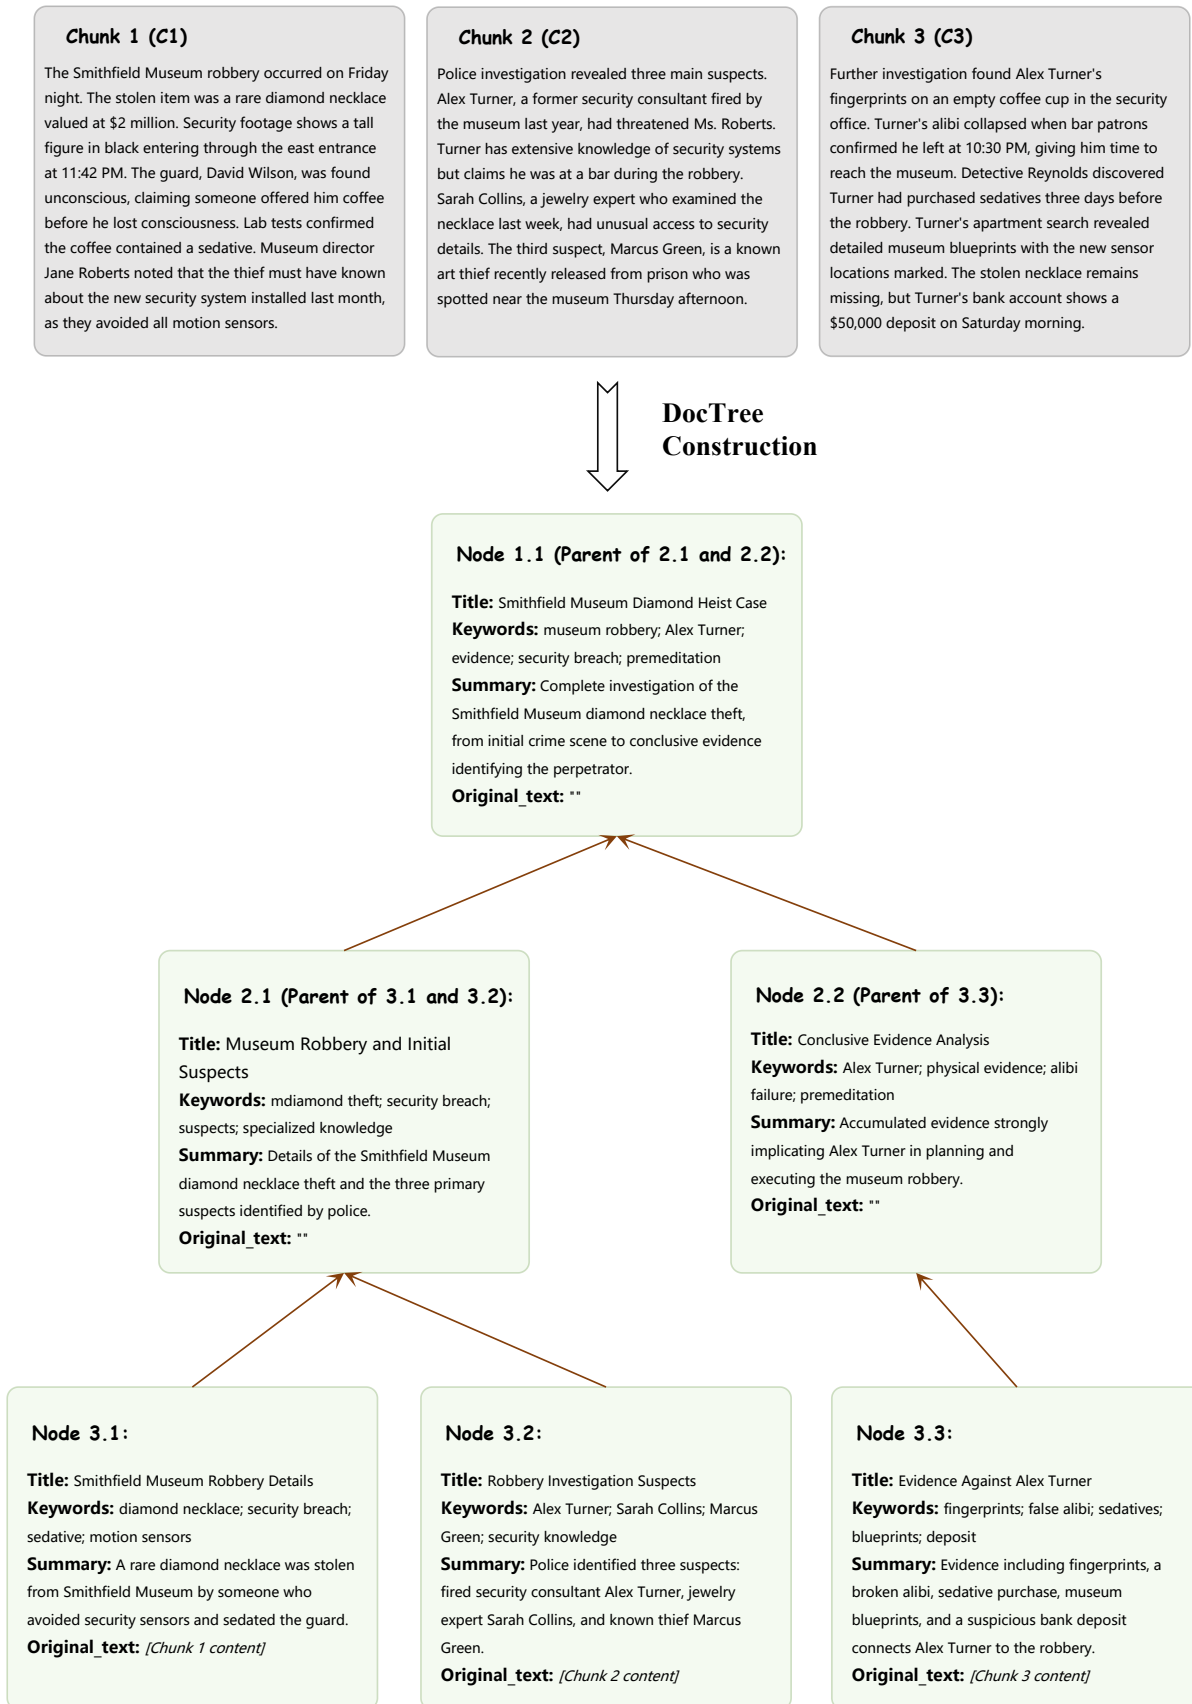 Chunk 1 (C1)
The Smithfield Museum robbery occurred on Friday
night. The stolen item was a rare diamond necklace
valued at $2 million. Security footage shows a tall
figure in black entering through the east entrance
at 11:42 PM. The guard, David Wilson, was found
unconscious, claiming someone offered him coffee
before he lost consciousness. Lab tests confirmed
the coffee contained a sedative. Museum director
Jane Roberts noted that the thief must have known
about the new security system installed last month,
as they avoided all motion sensors.
Chunk 2 (C2)
Police investigation revealed three main suspects.
Alex Turner, a former security consultant fired by
the museum last year, had threatened Ms. Roberts.
Turner has extensive knowledge of security systems
but claims he was at a bar during the robbery.
Sarah Collins, a jewelry expert who examined the
necklace last week, had unusual access to security
details. The third suspect, Marcus Green, is a known
art thief recently released from prison who was
spotted near the museum Thursday afternoon.
Chunk 3 (C3)
Further investigation found Alex Turner's
fingerprints on an empty coffee cup in the security
office. Turner's alibi collapsed when bar patrons
confirmed he left at 10:30 PM, giving him time to
reach the museum. Detective Reynolds discovered
Turner had purchased sedatives three days before
the robbery. Turner's apartment search revealed
detailed museum blueprints with the new sensor
locations marked. The stolen necklace remains
missing, but Turner's bank account shows a
$50,000 deposit on Saturday morning.
DocTree
Construction
Node 1.1 (Parent of 2.1 and 2.2):
Title: Smithfield Museum Diamond Heist Case
Keywords: museum robbery; Alex Turner;
evidence; security breach; premeditation
Summary: Complete investigation of the
Smithfield Museum diamond necklace theft,
from initial crime scene to conclusive evidence
identifying the perpetrator.
Original_text: ""
Node 2.1 (Parent of 3.1 and 3.2):
Title: Museum Robbery and Initial
Suspects
Keywords: mdiamond theft; security breach;
suspects; specialized knowledge
Summary: Details of the Smithfield Museum
diamond necklace theft and the three primary
suspects identified by police.
Original_text: ""
Node 2.2 (Parent of 3.3):
Title: Conclusive Evidence Analysis
Keywords: Alex Turner; physical evidence; alibi
failure; premeditation
Summary: Accumulated evidence strongly
implicating Alex Turner in planning and
executing the museum robbery.
Original_text: ""
Node 3.1:
Title: Smithfield Museum Robbery Details
Keywords: diamond necklace; security breach;
sedative; motion sensors
Summary: A rare diamond necklace was stolen
from Smithfield Museum by someone who
avoided security sensors and sedated the guard.
Original_text: [Chunk 1 content]
Node 3.2:
Title: Robbery Investigation Suspects
Keywords: Alex Turner; Sarah Collins; Marcus
Green; security knowledge
Summary: Police identified three suspects:
fired security consultant Alex Turner, jewelry
expert Sarah Collins, and known thief Marcus
Green.
Original_text: [Chunk 2 content]
Node 3.3:
Title: Evidence Against Alex Turner
Keywords: fingerprints; false alibi; sedatives;
blueprints; deposit
Summary: Evidence including fingerprints, a
broken alibi, sedative purchase, museum
blueprints, and a suspicious bank deposit
connects Alex Turner to the robbery.
Original_text: [Chunk 3 content]